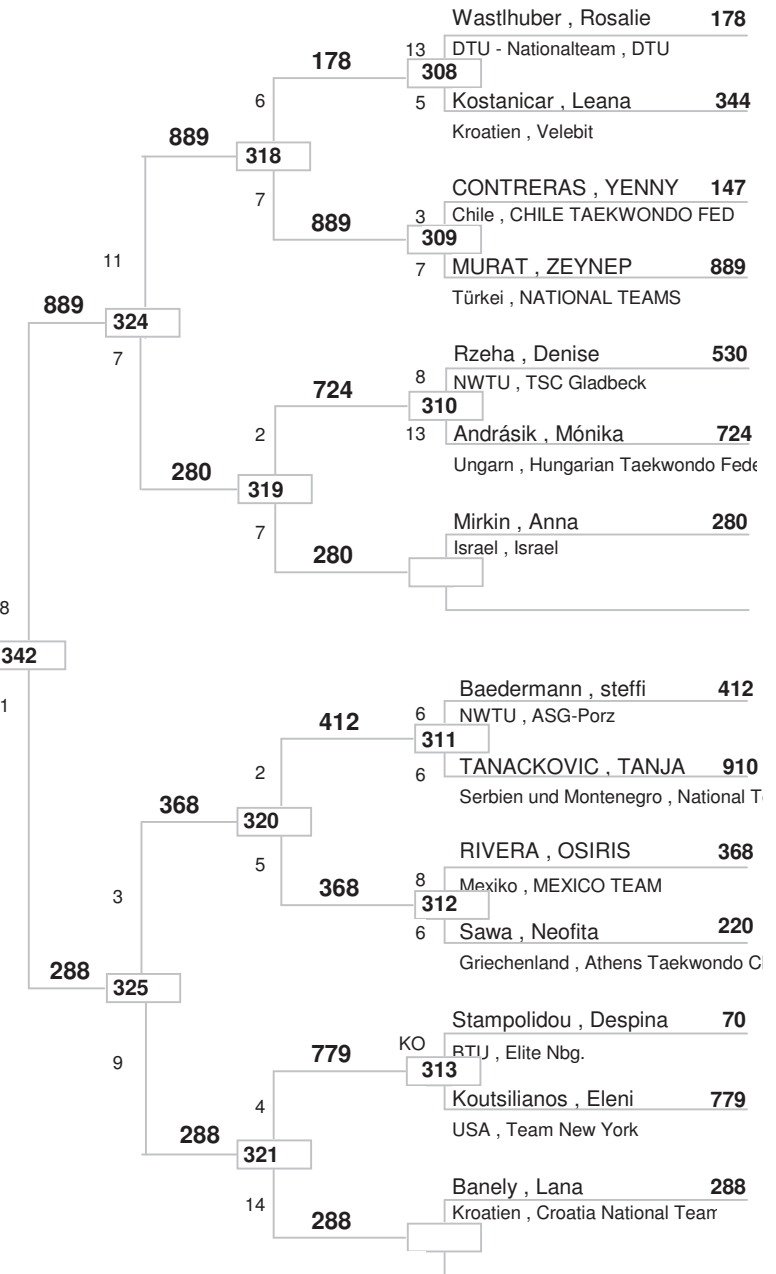 Wastlhuber , Rosalie 178
178 13 DTU - Nationalteam , DTU
308
6 5 Kostanicar , Leana 344
889 Kroatien , Velebit
318
CONTRERAS , YENNY 147
7 889 3 Chile , CHILE TAEKWONDO FED
309
11 7 MURAT , ZEYNEP 889
889 Türkei , NATIONAL TEAMS
324
7 Rzeha , Denise 530
724 8 NWTU , TSC Gladbeck
310
2 13 Andrásik , Mónika 724
280 Ungarn , Hungarian Taekwondo Fede
319
Mirkin , Anna 280
7 280 Israel , Israel
8
342
1 Baedermann , steffi 412
412 6 NWTU , ASG-Porz
311
2 6 TANACKOVIC , TANJA 910
368 Serbien und Montenegro , National T
320
RIVERA , OSIRIS 368
5 368 8 Mexiko , MEXICO TEAM
3 312
6 Sawa , Neofita 220
288 Griechenland , Athens Taekwondo Cl
325
Stampolidou , Despina 70
9 779 KO BTU , Elite Nbg.
313
4 Koutsilianos , Eleni 779
288 USA , Team New York
321
Banely , Lana 288
14 288 Kroatien , Croatia National Team